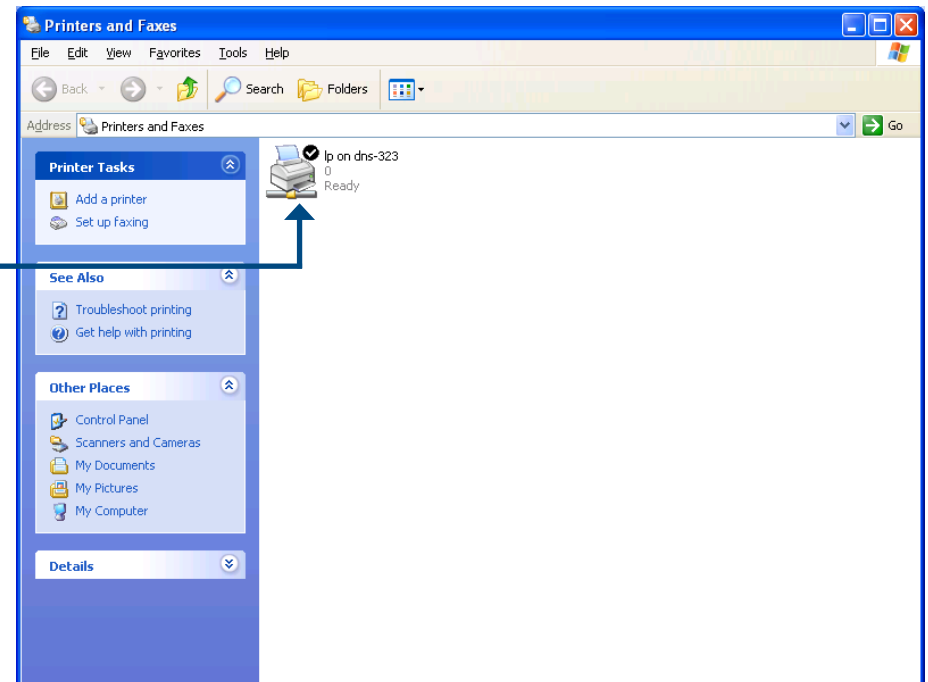 Printers and Faxes
File Edit View Favorites Tools Help
Back Search Folders
Address Printers and Faxes Go
Printer Tasks
Add a printer
Set up faxing
See Also
Troubleshoot printing
Get help with printing
Other Places
Control Panel
Scanners and Cameras
My Documents
My Pictures
My Computer
Details
lp on dns-323
0
Ready